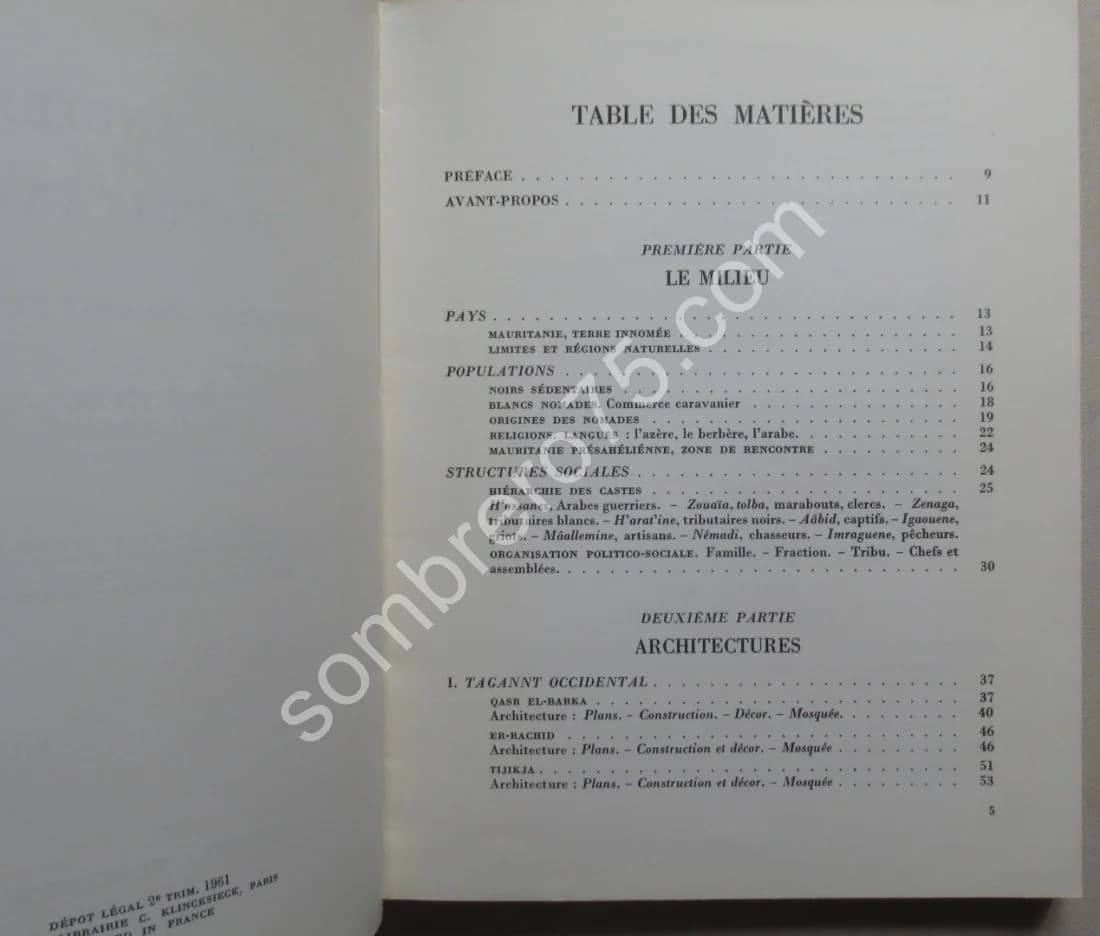 DÉPOT LÉGAL 2e TRIM. 1961
LIBRAIRIE C. KLINCKSIECK, PARIS
IN FRANCE
TABLE DES MATIÈRES
PRÉFACE . . . . . . . . . . 9
AVANT-PROPOS . . . . . . . . . . 11
PREMIÈRE PARTIE
LE MILIEU
PAYS . . . . . . . . . . 13
MAURITANIE, TERRE INNOMÉE . . . . . . . . . . 13
LIMITES ET RÉGIONS NATURELLES . . . . . . . . . . 14
POPULATIONS . . . . . . . . . . 16
NOIRS SÉDENTAIRES . . . . . . . . . . 16
BLANCS NOMADES. Commerce caravanier . . . . . . . . . . 18
ORIGINES DES NOMADES . . . . . . . . . . 19
RELIGIONS, LANGUES : l'azère, le berbère, l'arabe. . . . . . . . . . 22
MAURITANIE PRÉSAHÉLIÉNNE, ZONE DE RENCONTRE . . . . . . . . . . 24
STRUCTURES SOCIALES . . . . . . . . . . 24
HIÉRARCHIE DES CASTES . . . . . . . . . . 25
H'assanes, Arabes guerriers. – Zouaïa, tolba, marabouts, clercs. – Zenaga,
tributaires blancs. – H'arat'ine, tributaires noirs. – Aâbid, captifs. – Igaouene,
griots. – Mâallemine, artisans. – Némadi, chasseurs. – Imraguene, pêcheurs.
ORGANISATION POLITICO-SOCIALE. Famille. – Fraction. – Tribu. – Chefs et
assemblées. . . . . . . . . . 30
DEUXIÈME PARTIE
ARCHITECTURES
I. TAGANNT OCCIDENTAL . . . . . . . . . . 37
QASR EL-BARKA . . . . . . . . . . 37
Architecture : Plans. – Construction. – Décor. – Mosquée. . . . . . . . . . 40
ER-RACHID . . . . . . . . . . 46
Architecture : Plans. – Construction et décor. – Mosquée . . . . . . . . . . 46
TIJIKJA . . . . . . . . . . 51
Architecture : Plans. – Construction et décor. – Mosquée . . . . . . . . . . 53
5
sombrero75.com